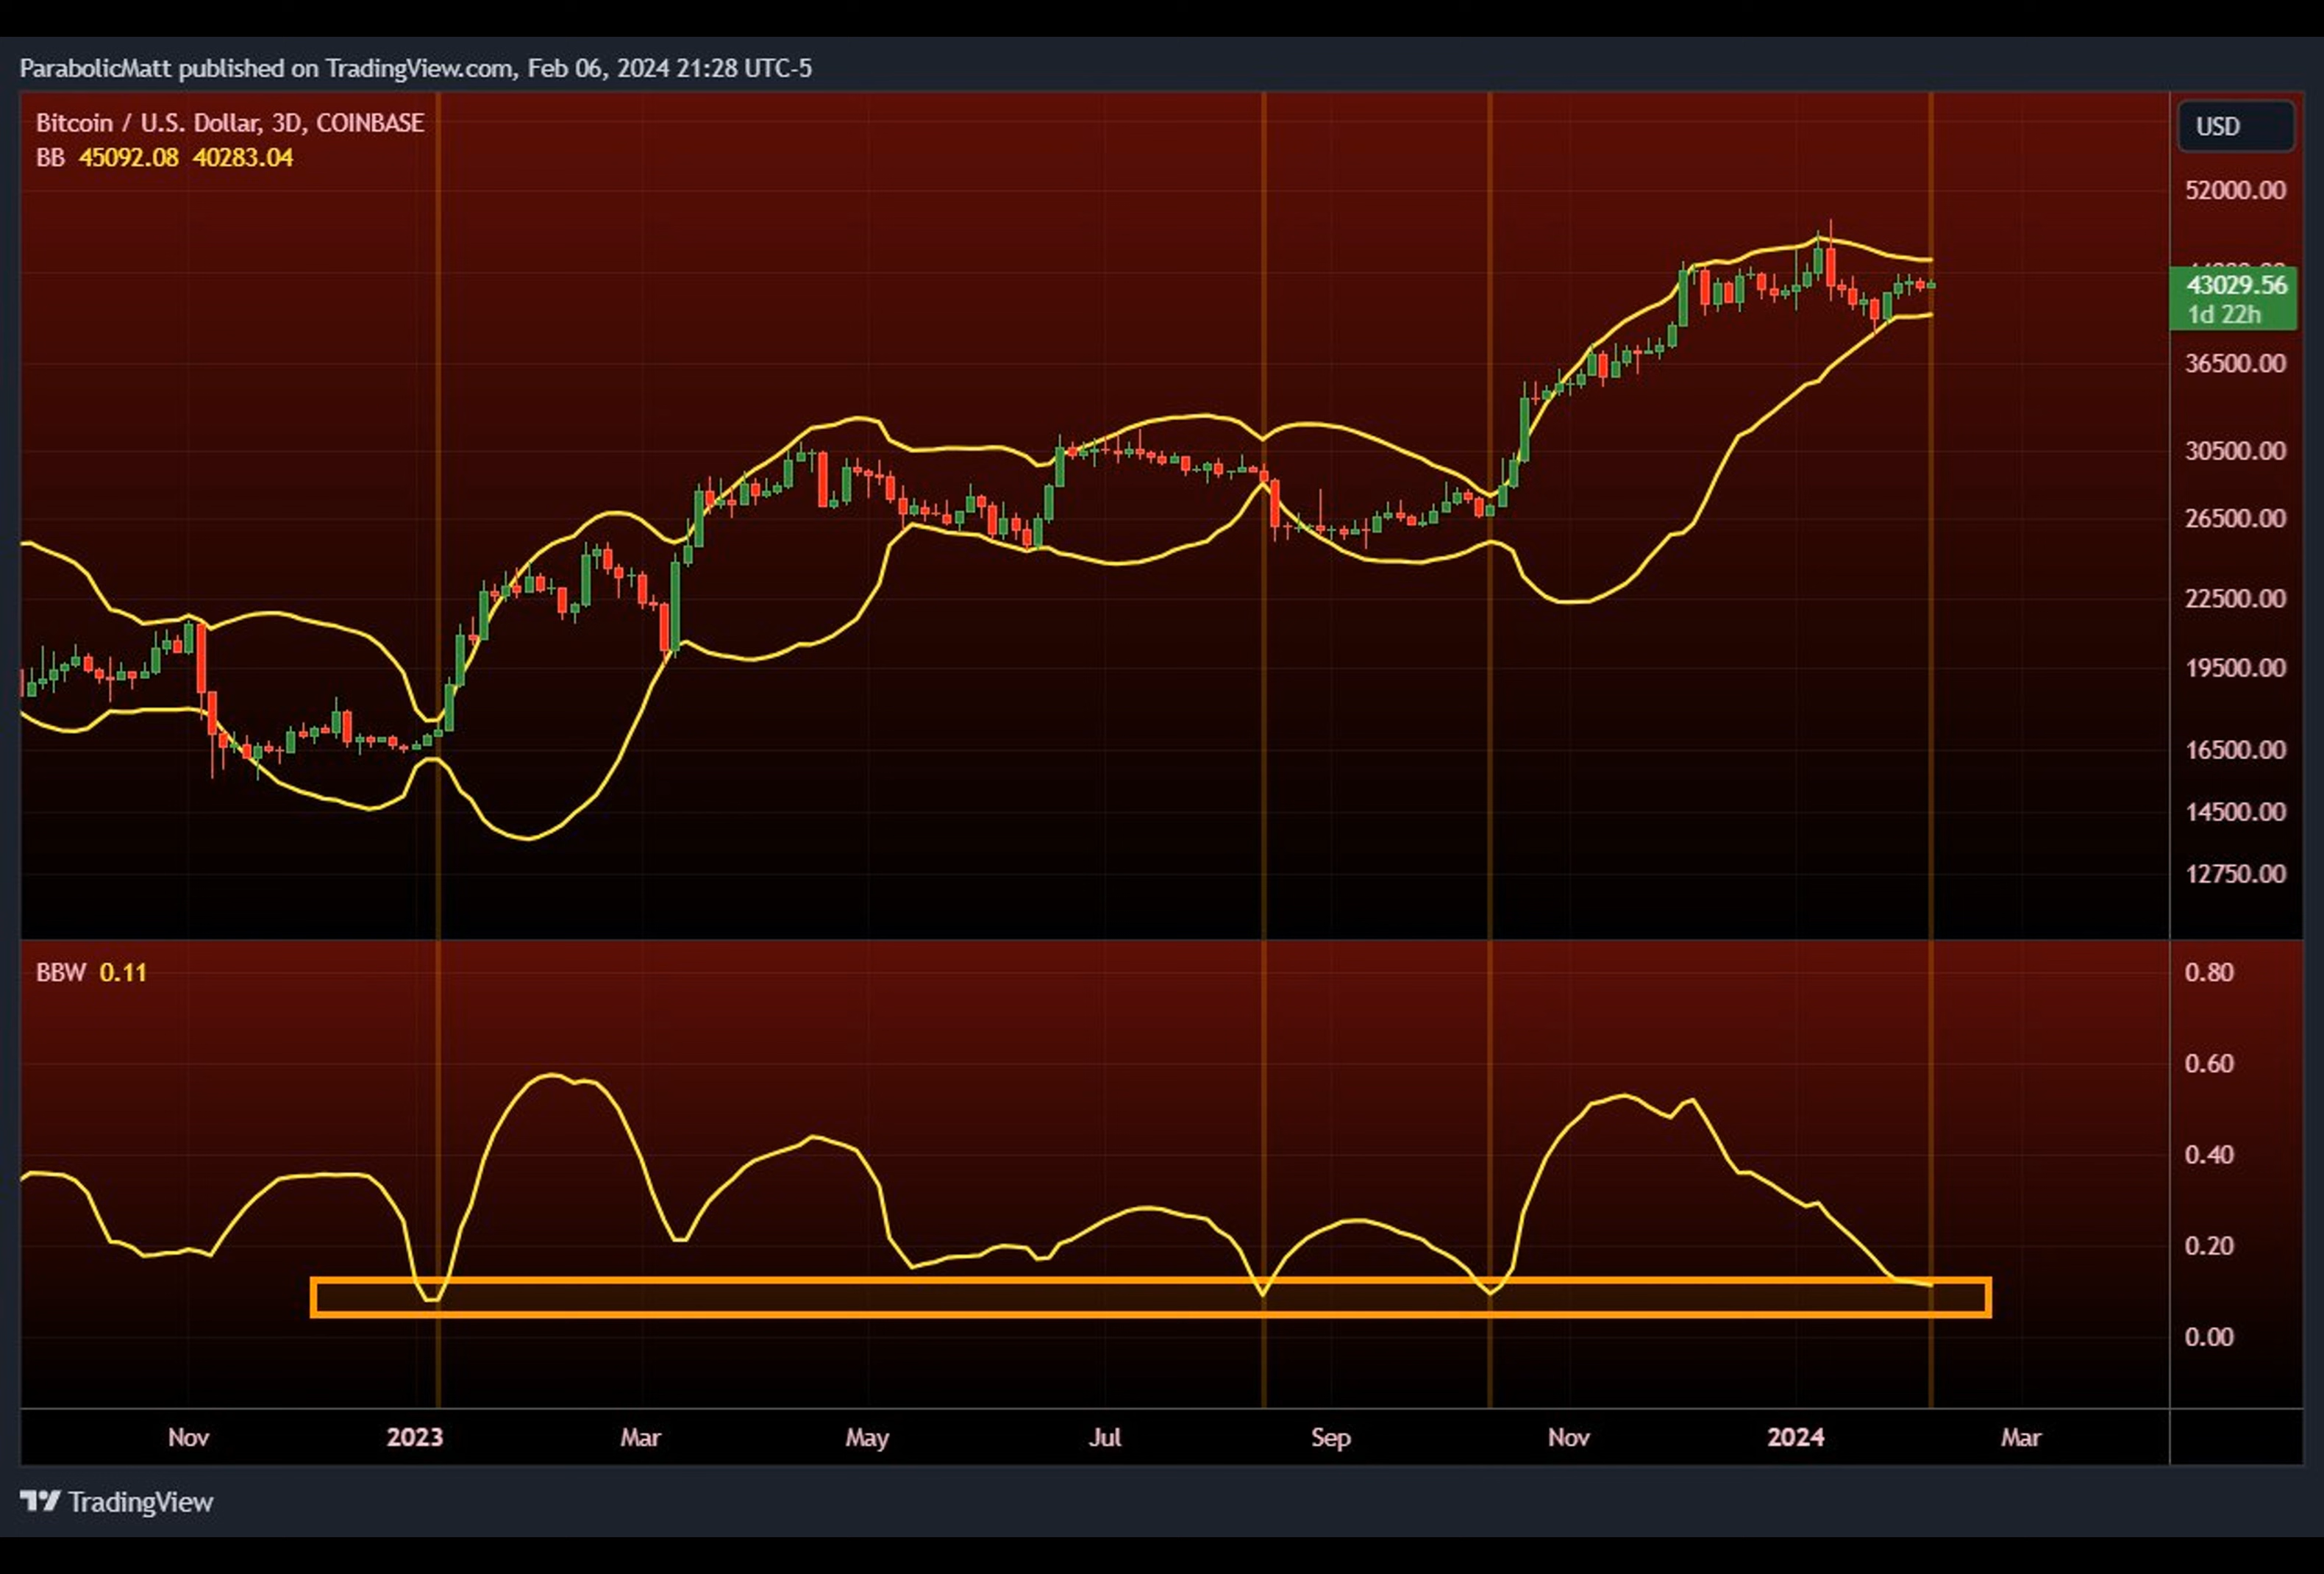 ParabolicMatt published on TradingView.com, Feb 06, 2024 21:28 UTC-5
Bitcoin / U.S. Dollar, 3D, COINBASE
BB 45092.08 40283.04
USD
52000.00
43029.56
1d 22h
36500.00
30500.00
26500.00
22500.00
19500.00
16500.00
14500.00
12750.00
BBW 0.11
0.80
0.60
0.40
0.20
0.00
Nov 2023 Mar May Jul Sep Nov 2024 Mar
TradingView